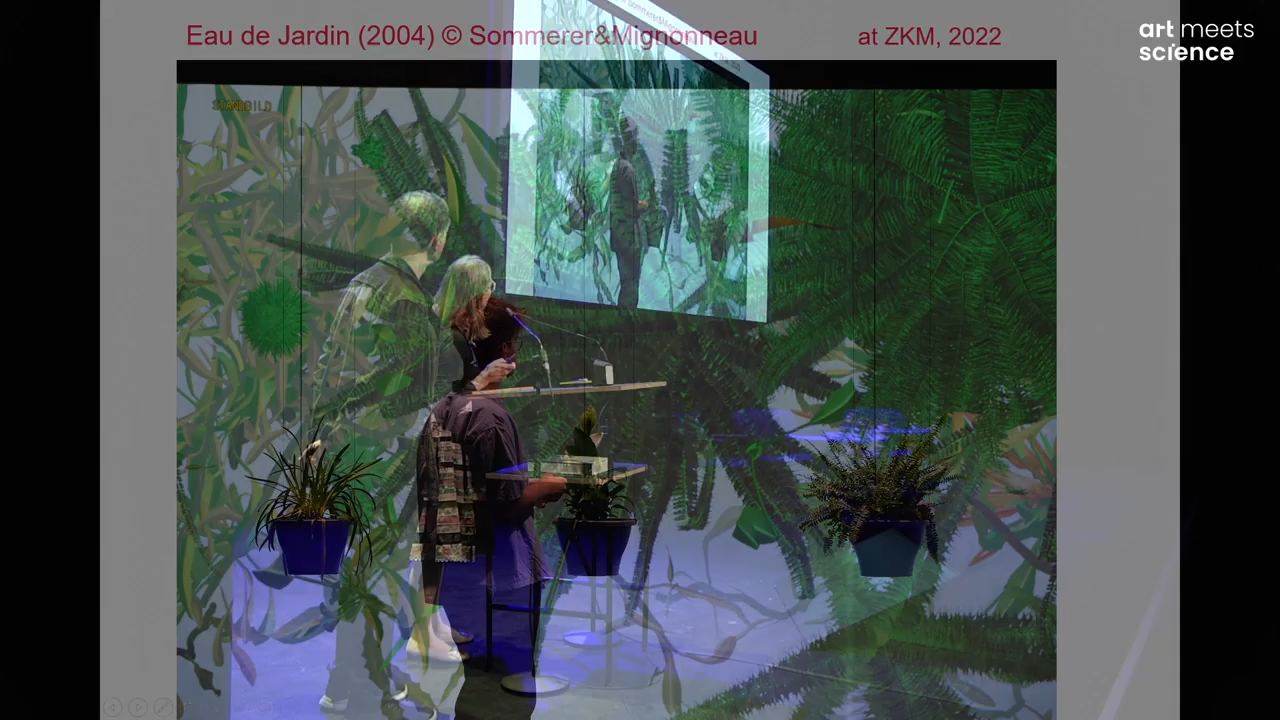 Eau de Jardin (2004) © Sommerer&Mignonneau at ZKM, 2022
art meets
science